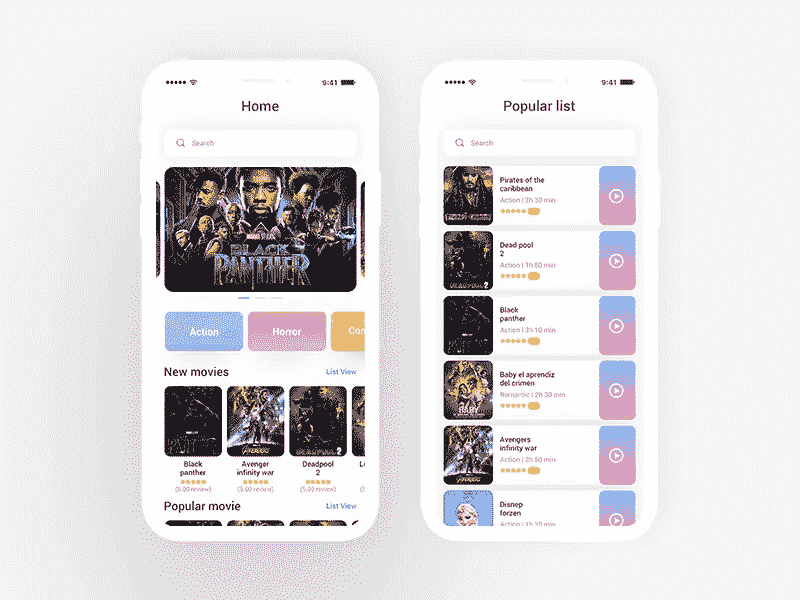 9:41
Home
Search
BLACK
PANTHER
Action
Horror
New movies
List View
Black
panther
(5.00 review)
Avenger
infinity war
(5.00 review)
Deadpool
2
(5.00 review)
Popular movie
List View
9:41
Popular list
Search
Pirates of the
caribbean
Action | 2h 30 min
Dead pool
2
Action | 1h 80 min
Black
panther
Action | 3h 10 min
BABY
Baby el aprendiz
del crimen
Romantic | 2h 30 min
Avengers
infinity war
Action | 2h 50 min
Disnep
forzen
Action | 1h 20 min